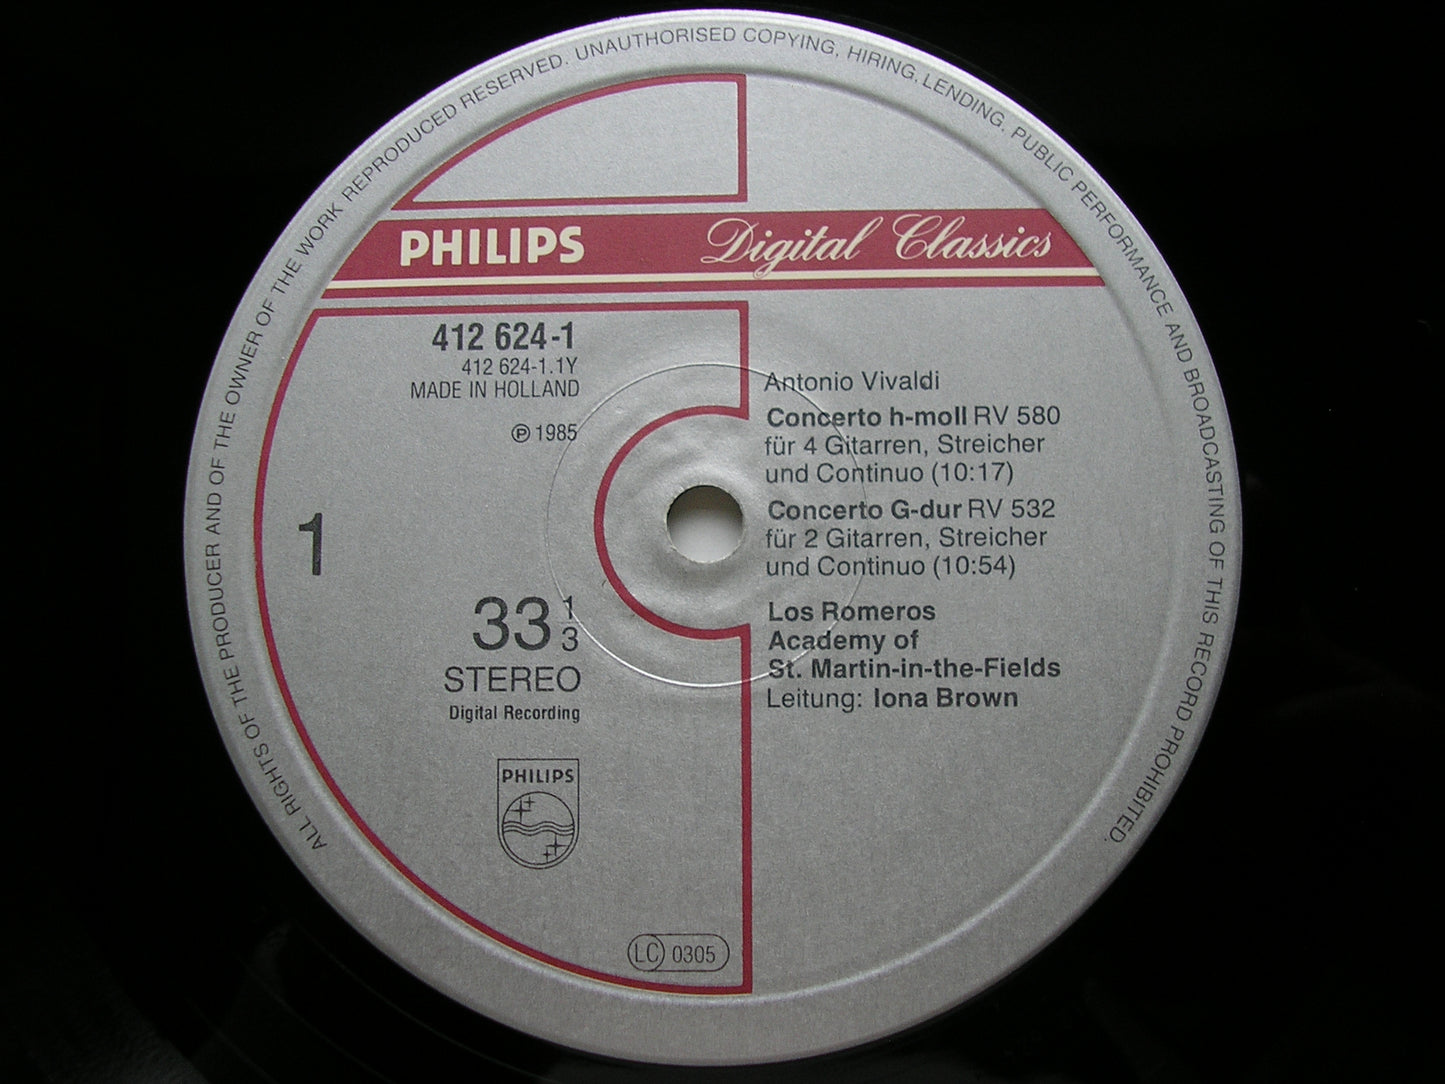 ALL RIGHTS OF THE PRODUCER AND OF THE OWNER OF THE WORK REPRODUCED RESERVED. UNAUTHORISED COPYING, HIRING, LENDING, PUBLIC PERFORMANCE AND BROADCASTING OF THIS RECORD PROHIBITED.
PHILIPS Digital Classics
412 624-1
412 624-1.1Y
MADE IN HOLLAND
℗ 1985
1
33 1/3
STEREO
Digital Recording
PHILIPS
LC 0305
Antonio Vivaldi
Concerto h-moll RV 580
für 4 Gitarren, Streicher
und Continuo (10:17)
Concerto G-dur RV 532
für 2 Gitarren, Streicher
und Continuo (10:54)
Los Romeros
Academy of
St. Martin-in-the-Fields
Leitung: Iona Brown